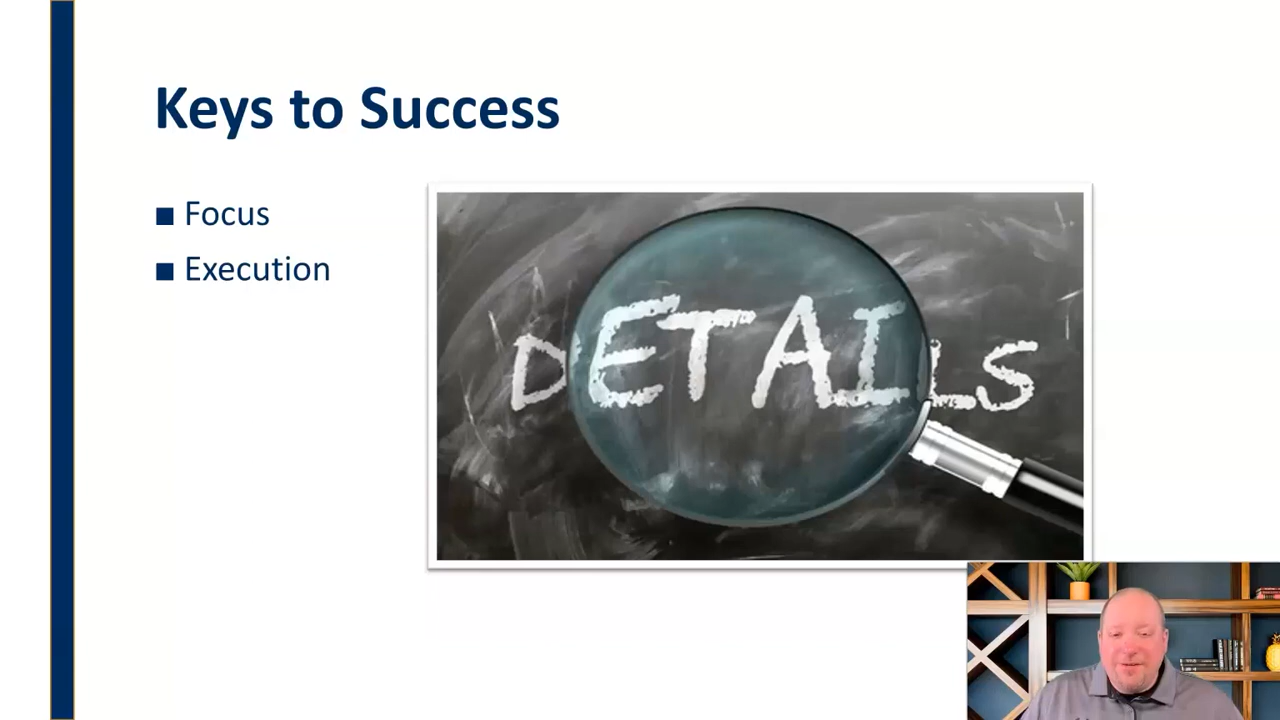 Keys to Success
■ Focus
■ Execution
DETAILS